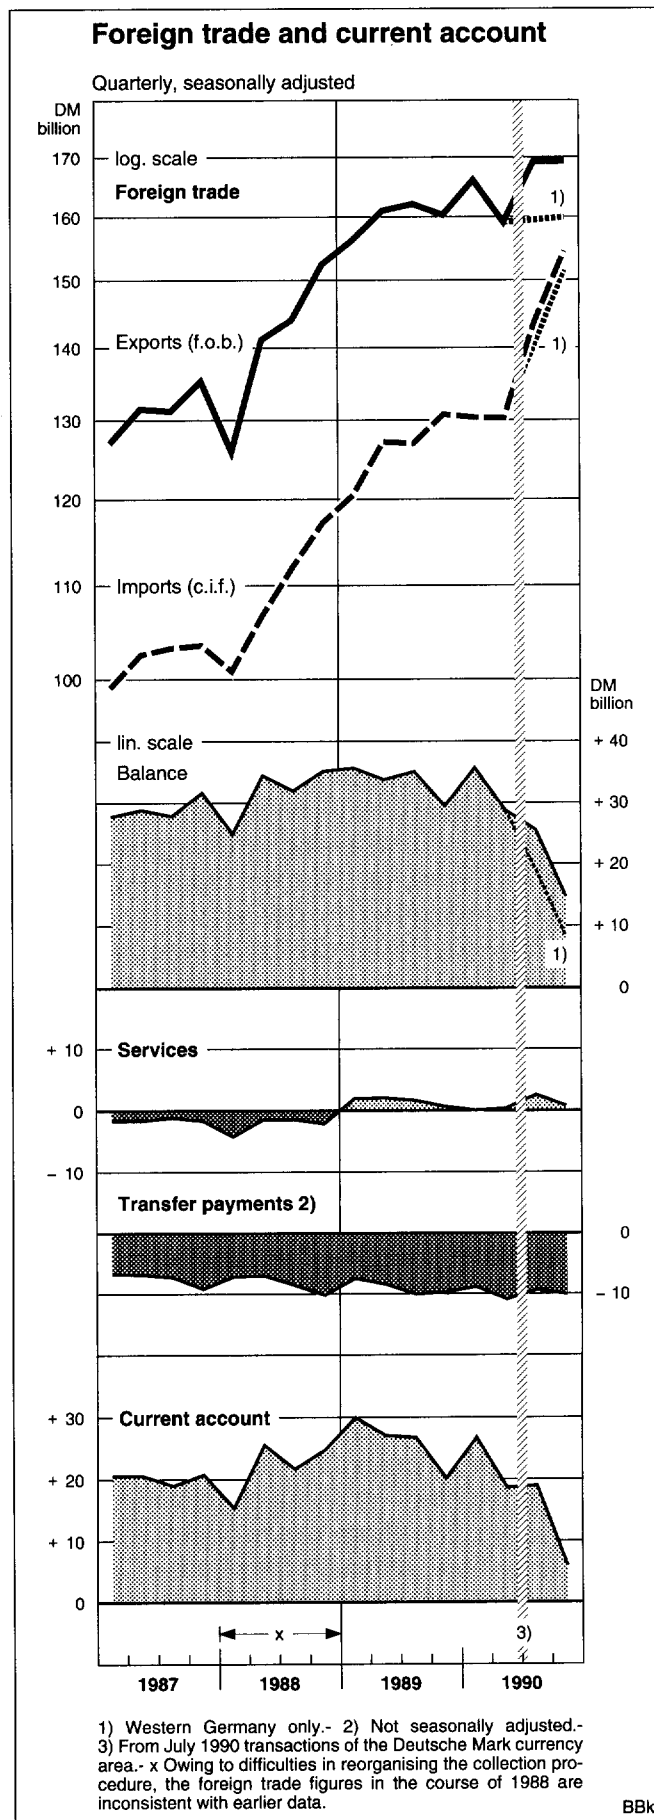 Foreign trade and current account
Quarterly, seasonally adjusted
DM
billion
170
log. scale
Foreign trade
1)
160
150
Exports (f.o.b.)
140
1)
130
120
110
Imports (c.i.f.)
100
DM
billion
lin. scale
+ 40
Balance
+ 30
+ 20
+ 10
1)
0
+ 10
Services
0
− 10
Transfer payments 2)
0
− 10
+ 30
Current account
+ 20
+ 10
0
x
3)
1987
1988
1989
1990
1) Western Germany only.- 2) Not seasonally adjusted.-
3) From July 1990 transactions of the Deutsche Mark currency
area.- x Owing to difficulties in reorganising the collection pro-
cedure, the foreign trade figures in the course of 1988 are
inconsistent with earlier data.
BBk